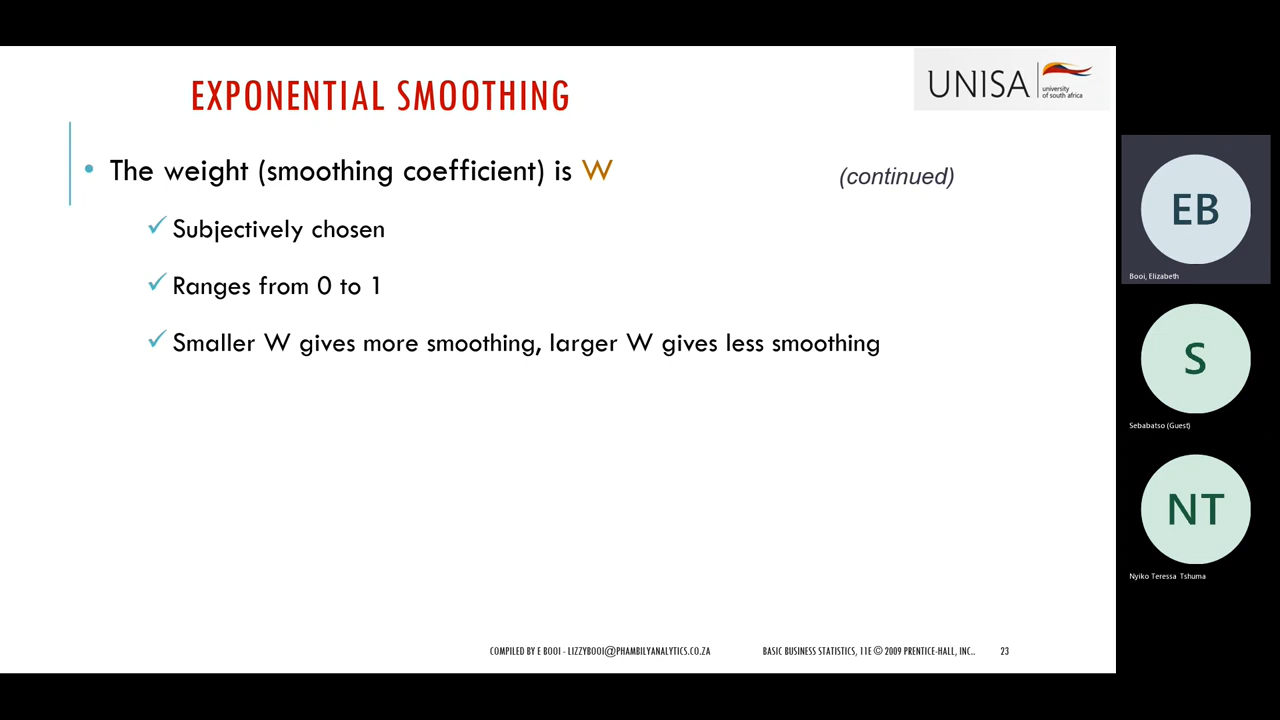 EXPONENTIAL SMOOTHING
UNISA
university
of south africa
• The weight (smoothing coefficient) is W
(continued)
✓ Subjectively chosen
✓ Ranges from 0 to 1
✓ Smaller W gives more smoothing, larger W gives less smoothing
COMPILED BY E BOOI - LIZZYBOOI@PHAMBILYANALYTICS.CO.ZA
BASIC BUSINESS STATISTICS, 11E © 2009 PRENTICE-HALL, INC..
23
EB
Booi, Elizabeth
S
Sebabatso (Guest)
NT
Nyiko Teressa Tshuma